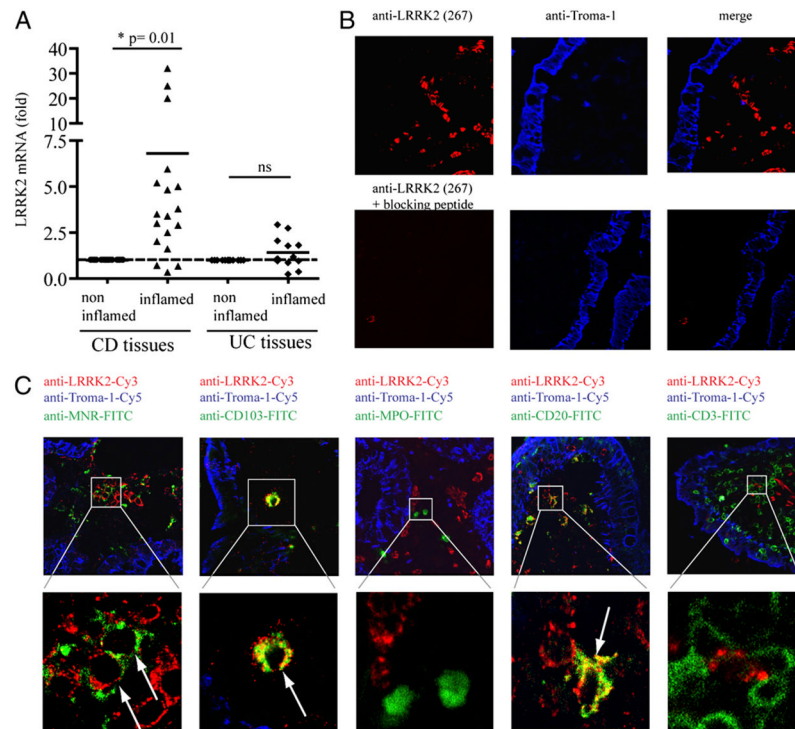 A
* p= 0.01
LRRK2 mRNA (fold)
40
30
20
10
7.5
5.0
2.5
0.0
ns
non
inflamed
inflamed
non
inflamed
inflamed
CD tissues
UC tissues
B
anti-LRRK2 (267)
anti-Troma-1
merge
anti-LRRK2 (267)
+ blocking peptide
C
anti-LRRK2-Cy3
anti-Troma-1-Cy5
anti-MNR-FITC
anti-LRRK2-Cy3
anti-Troma-1-Cy5
anti-CD103-FITC
anti-LRRK2-Cy3
anti-Troma-1-Cy5
anti-MPO-FITC
anti-LRRK2-Cy3
anti-Troma-1-Cy5
anti-CD20-FITC
anti-LRRK2-Cy3
anti-Troma-1-Cy5
anti-CD3-FITC